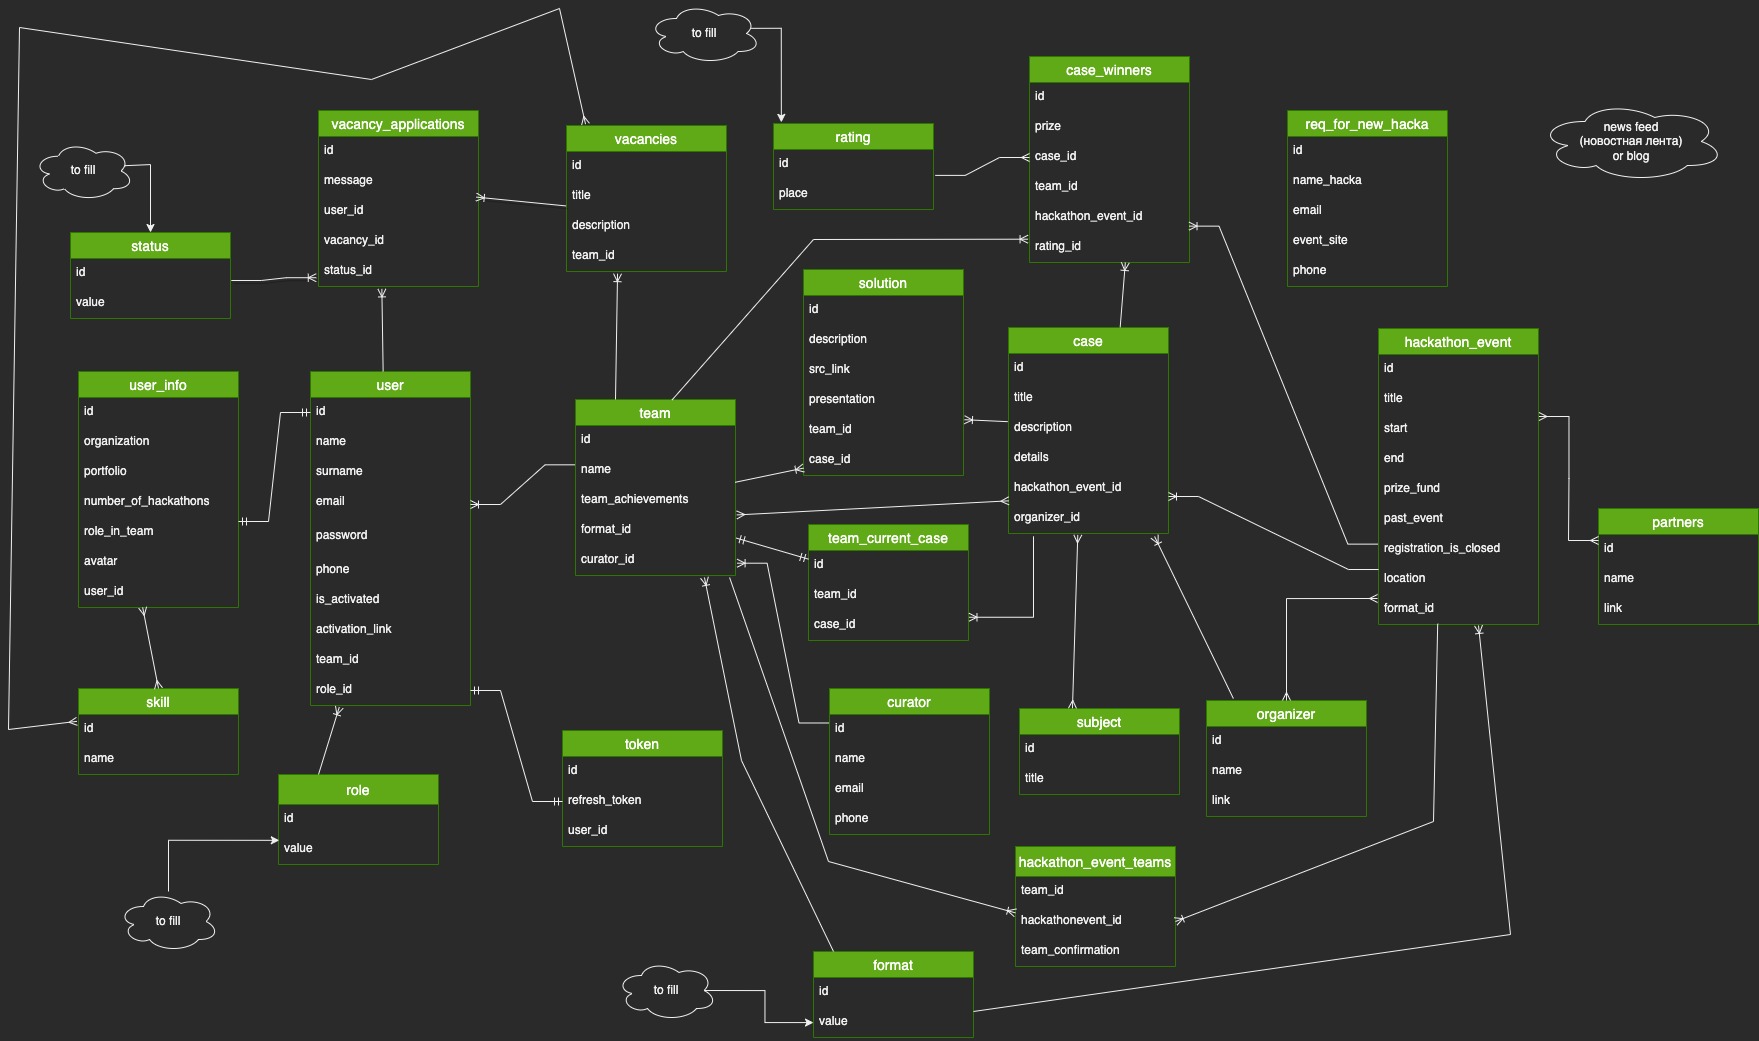 to fill
case_winners
id
prize
case_id
team_id
hackathon_event_id
rating_id
vacancy_applications
id
message
user_id
vacancy_id
status_id
vacancies
id
title
description
team_id
rating
id
place
req_for_new_hacka
id
name_hacka
email
event_site
phone
news feed
(новостная лента)
or blog
to fill
status
id
value
solution
id
description
src_link
presentation
team_id
case_id
case
id
title
description
details
hackathon_event_id
organizer_id
hackathon_event
id
title
start
end
prize_fund
past_event
registration_is_closed
location
format_id
user_info
id
organization
portfolio
number_of_hackathons
role_in_team
avatar
user_id
user
id
name
surname
email
password
phone
is_activated
activation_link
team_id
role_id
team
id
name
team_achievements
format_id
curator_id
team_current_case
id
team_id
case_id
partners
id
name
link
skill
id
name
curator
id
name
email
phone
subject
id
title
organizer
id
name
link
token
id
refresh_token
user_id
role
id
value
to fill
hackathon_event_teams
team_id
hackathonevent_id
team_confirmation
to fill
format
id
value